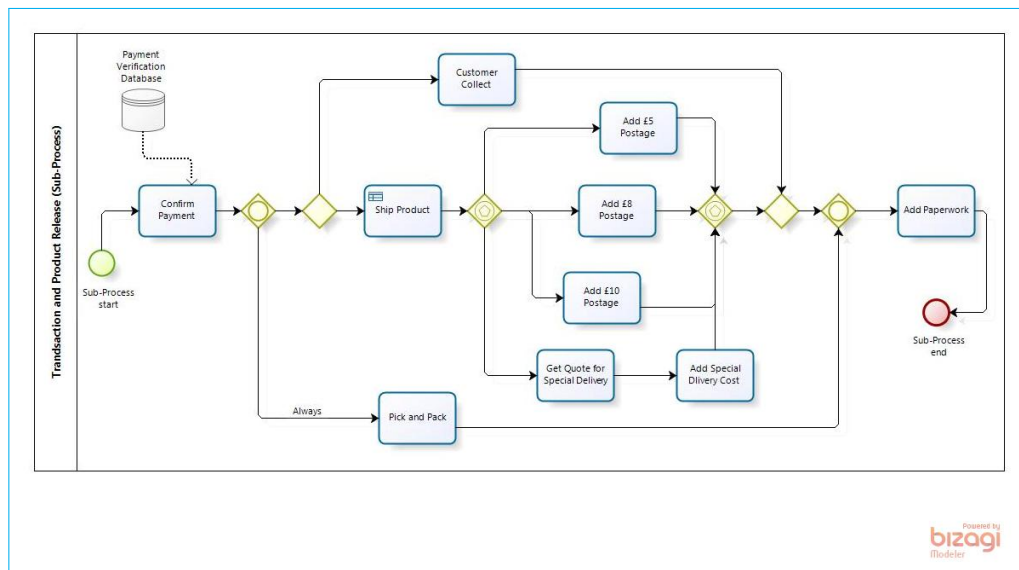 Trandsaction and Product Release (Sub-Process)
Payment
Verification
Database
Customer
Collect
Add £5
Postage
Confirm
Payment
Ship Product
Add £8
Postage
Add Paperwork
Sub-Process
start
Add £10
Postage
Sub-Process
end
Get Quote for
Special Delivery
Add Special
Dlivery Cost
Always
Pick and Pack
Powered by
bizagi
Modeler